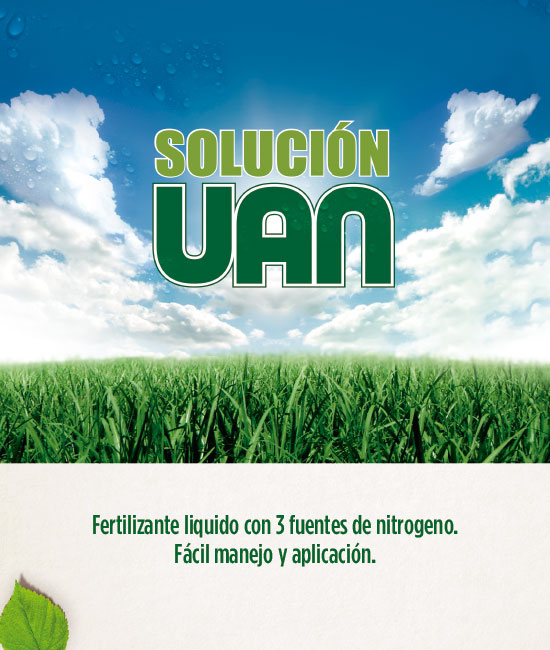 SOLUCIÓN
UAN
Fertilizante liquido con 3 fuentes de nitrogeno.
Fácil manejo y aplicación.